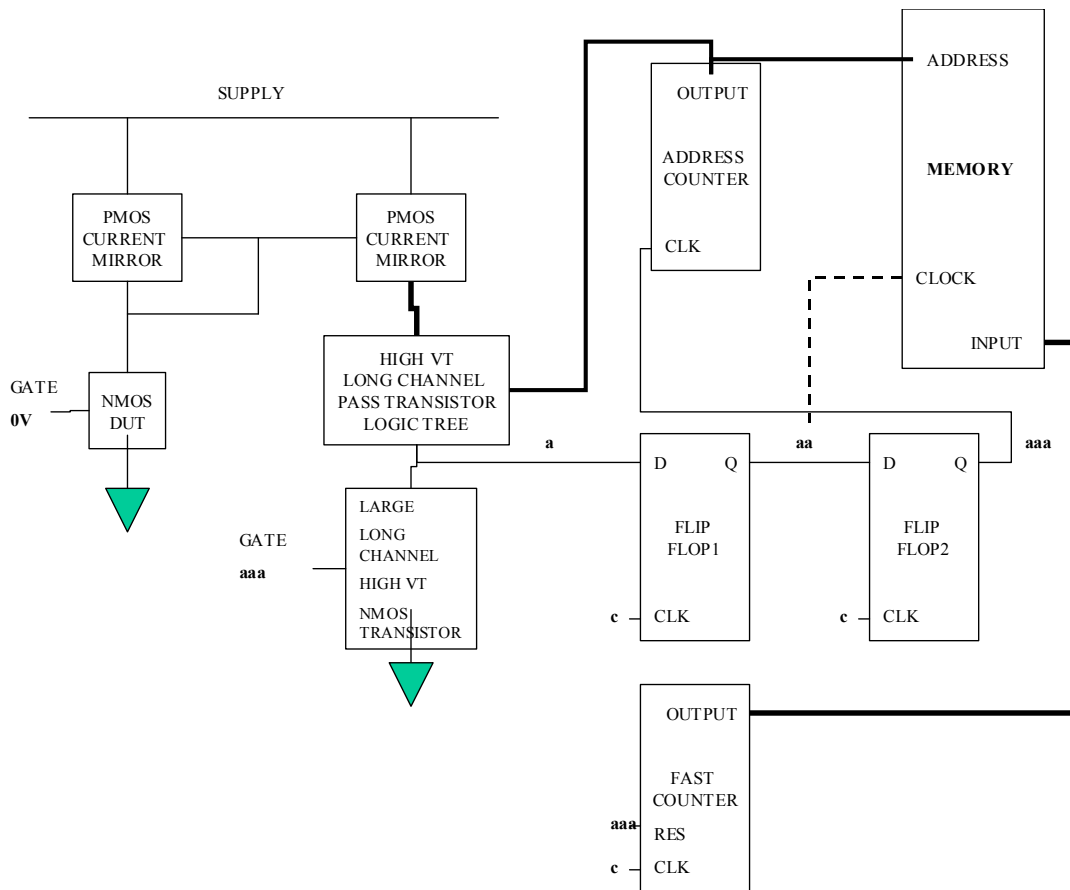 SUPPLY
PMOS
CURRENT
MIRROR
PMOS
CURRENT
MIRROR
GATE
0V
NMOS
DUT
HIGH VT
LONG CHANNEL
PASS TRANSISTOR
LOGIC TREE
GATE
aaa
LARGE
LONG
CHANNEL
HIGH VT
NMOS
TRANSISTOR
OUTPUT
ADDRESS
COUNTER
CLK
ADDRESS
MEMORY
CLOCK
INPUT
a
D
Q
FLIP
FLOP1
c
CLK
aa
D
Q
FLIP
FLOP2
c
CLK
aaa
OUTPUT
FAST
COUNTER
aaa
RES
c
CLK